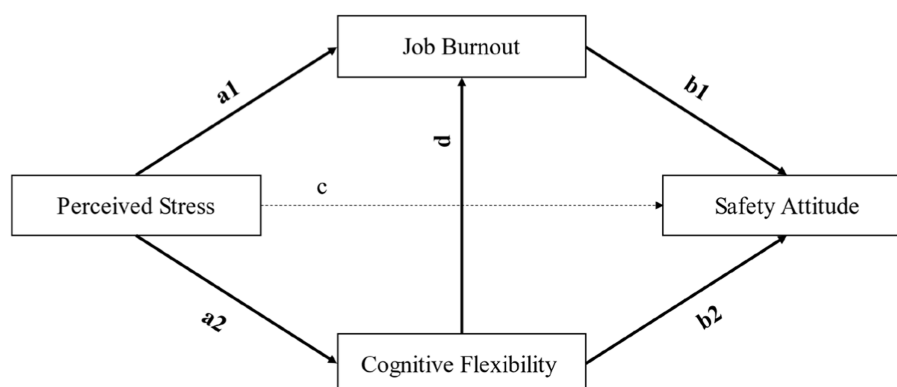 Job Burnout
a1
b1
d
c
Perceived Stress
Safety Attitude
a2
b2
Cognitive Flexibility